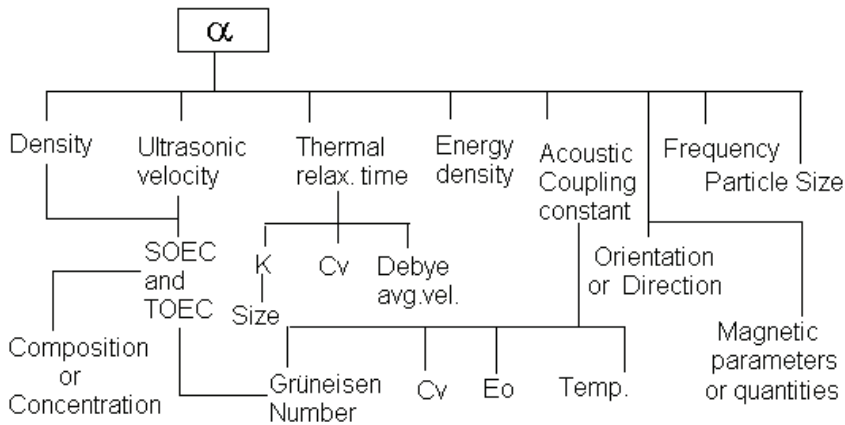 α
Density
Ultrasonic
velocity
Thermal
relax. time
Energy
density
Acoustic
Coupling
constant
Frequency
Particle Size
SOEC
and
TOEC
K
Cv
Debye
avg.vel.
Size
Orientation
or Direction
Composition
or
Concentration
Grüneisen
Number
Cv
Eo
Temp.
Magnetic
parameters
or quantities